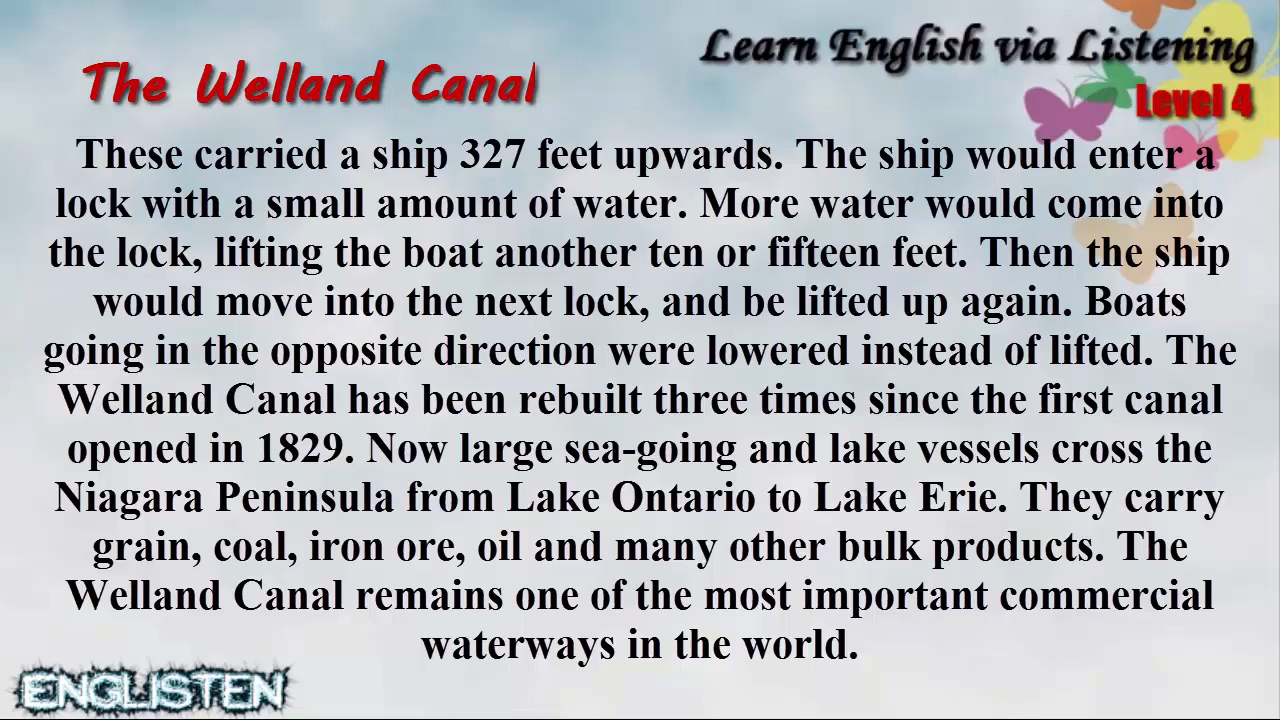 Learn English via Listening
The Welland Canal
Level 4
These carried a ship 327 feet upwards. The ship would enter a
lock with a small amount of water. More water would come into
the lock, lifting the boat another ten or fifteen feet. Then the ship
would move into the next lock, and be lifted up again. Boats
going in the opposite direction were lowered instead of lifted. The
Welland Canal has been rebuilt three times since the first canal
opened in 1829. Now large sea-going and lake vessels cross the
Niagara Peninsula from Lake Ontario to Lake Erie. They carry
grain, coal, iron ore, oil and many other bulk products. The
Welland Canal remains one of the most important commercial
waterways in the world.
ENGLISTEN